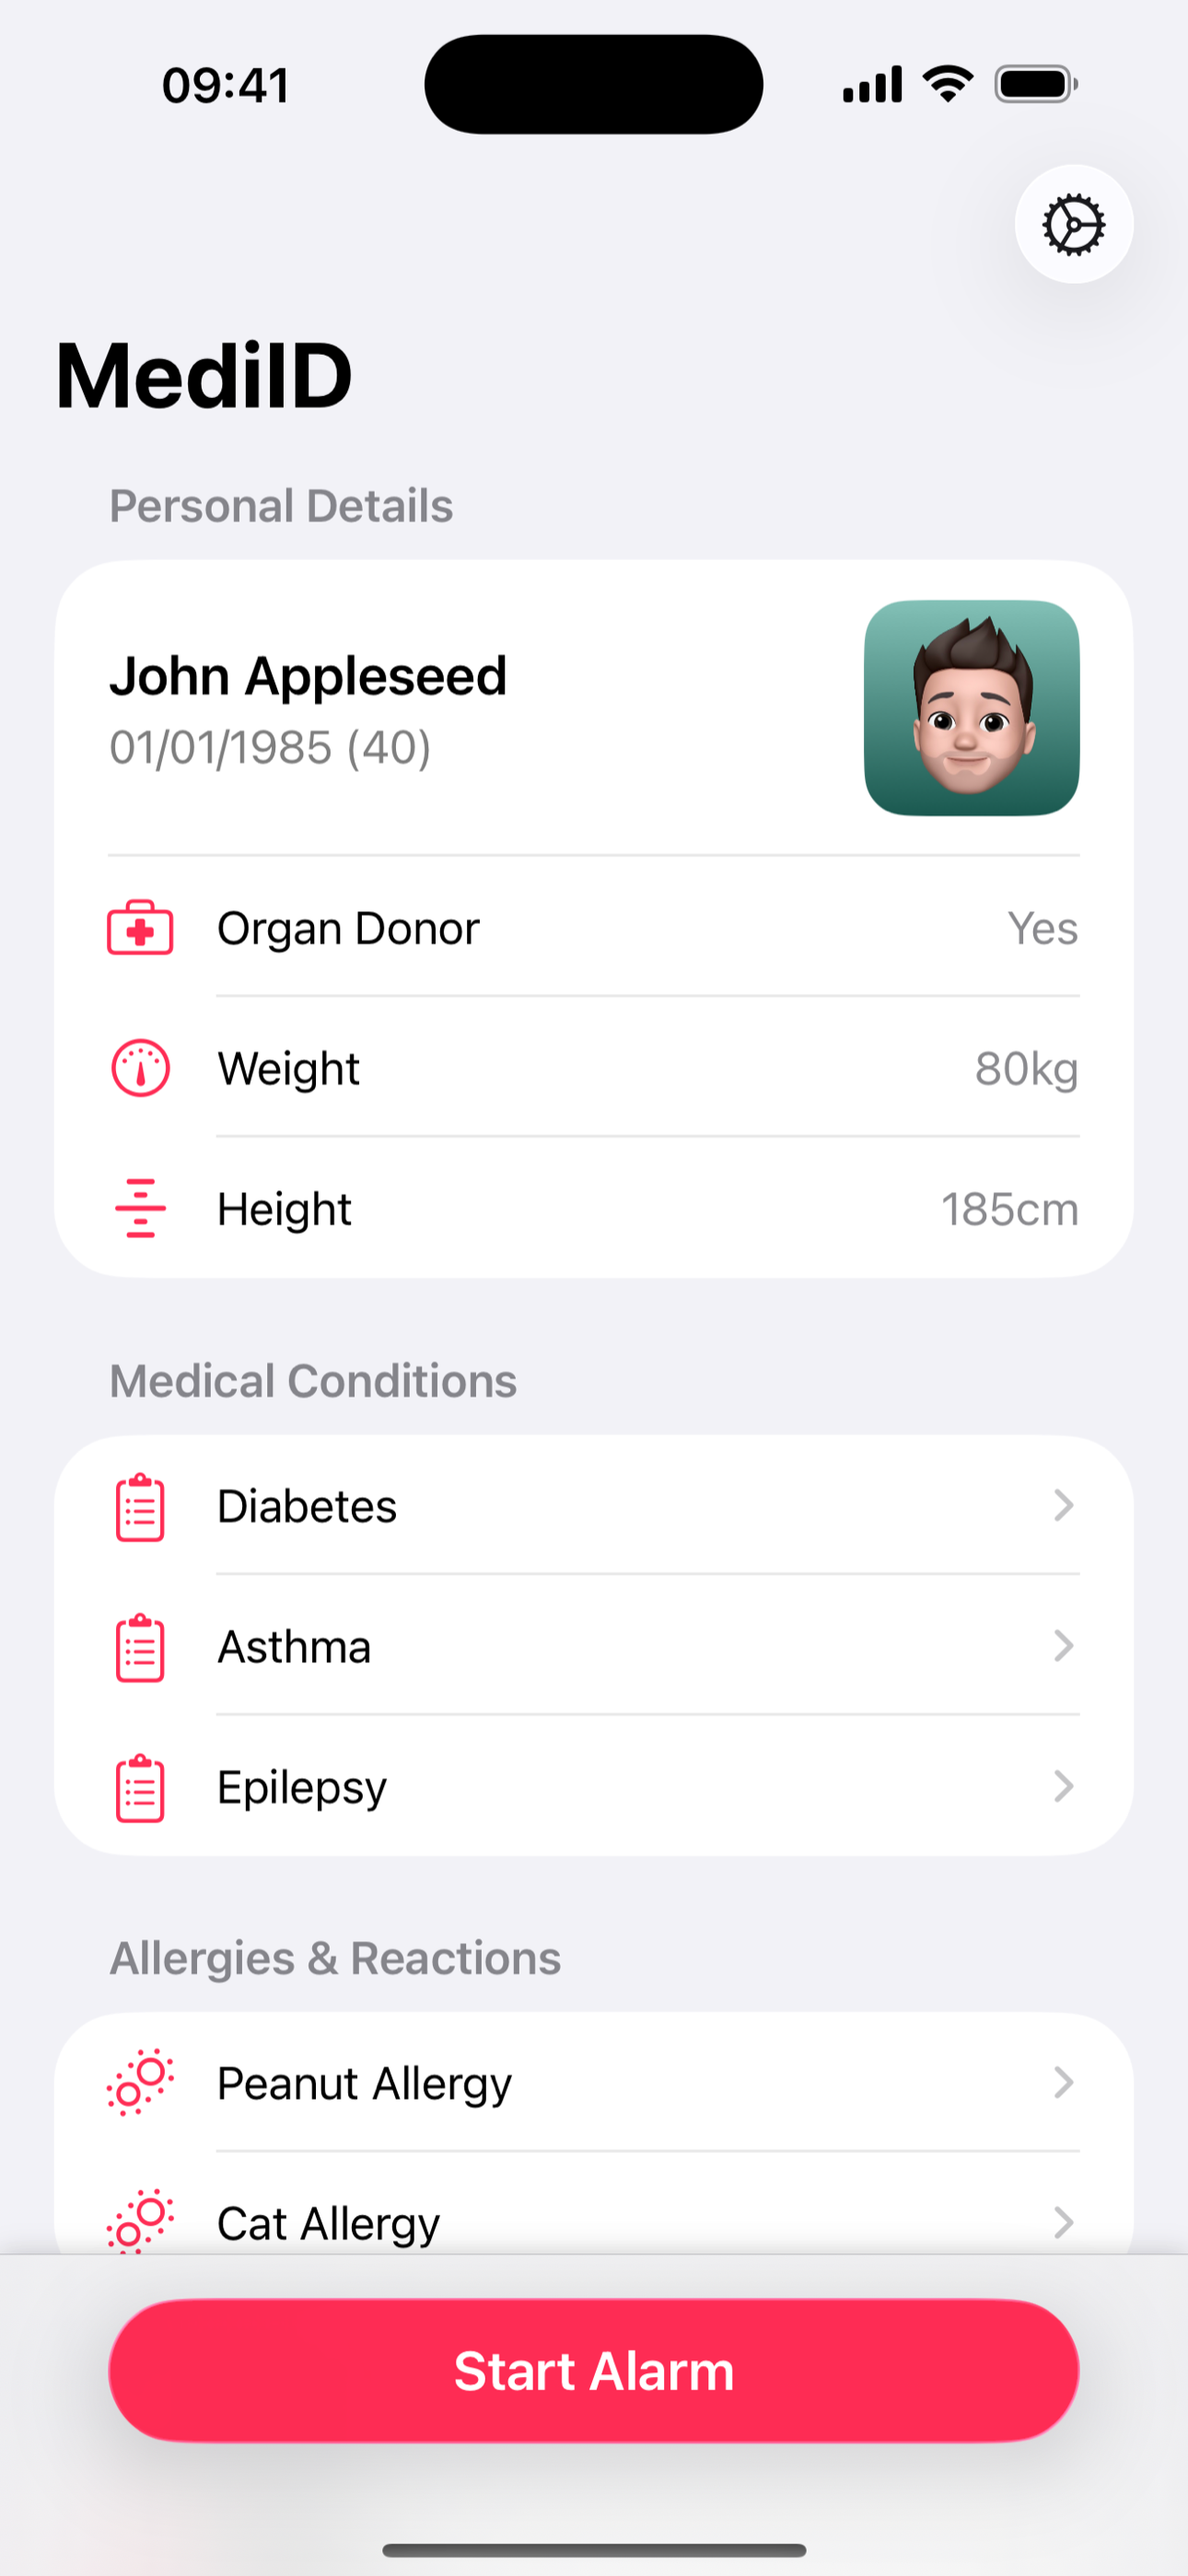 09:41
MediID
Personal Details
John Appleseed
01/01/1985 (40)
Organ Donor Yes
Weight 80kg
Height 185cm
Medical Conditions
Diabetes
Asthma
Epilepsy
Allergies & Reactions
Peanut Allergy
Cat Allergy
Start Alarm